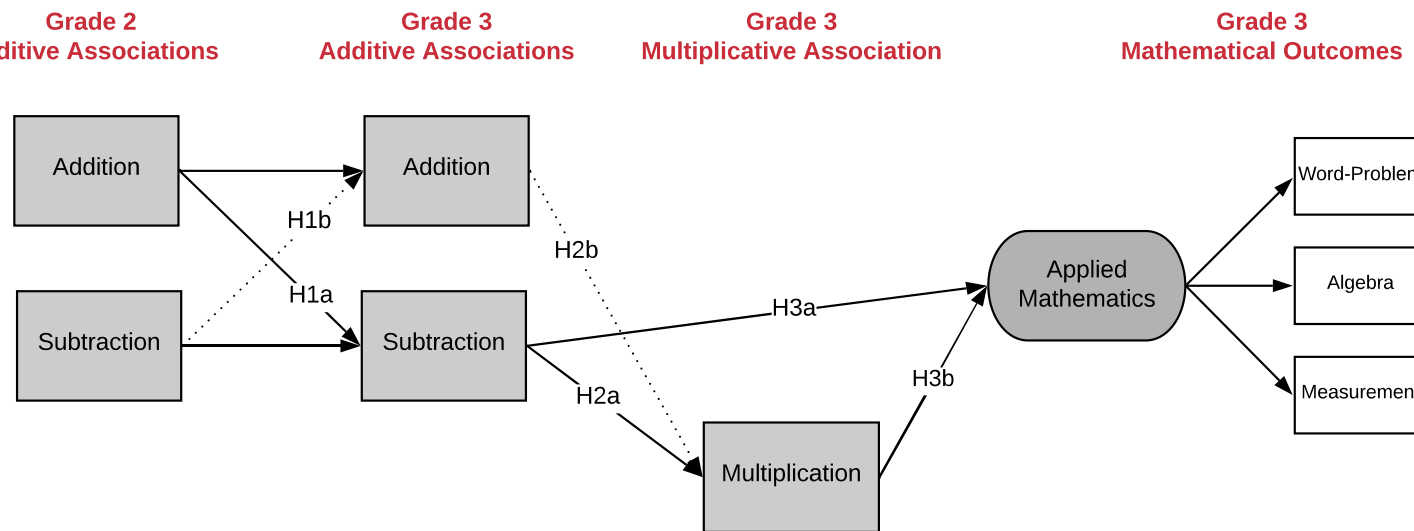 Grade 2
ditive Associations
Grade 3
Additive Associations
Grade 3
Multiplicative Association
Grade 3
Mathematical Outcomes
Addition
Addition
H1b
H1a
Subtraction
Subtraction
H2b
H2a
H3a
H3b
Multiplication
Applied
Mathematics
Word-Problem
Algebra
Measuremen